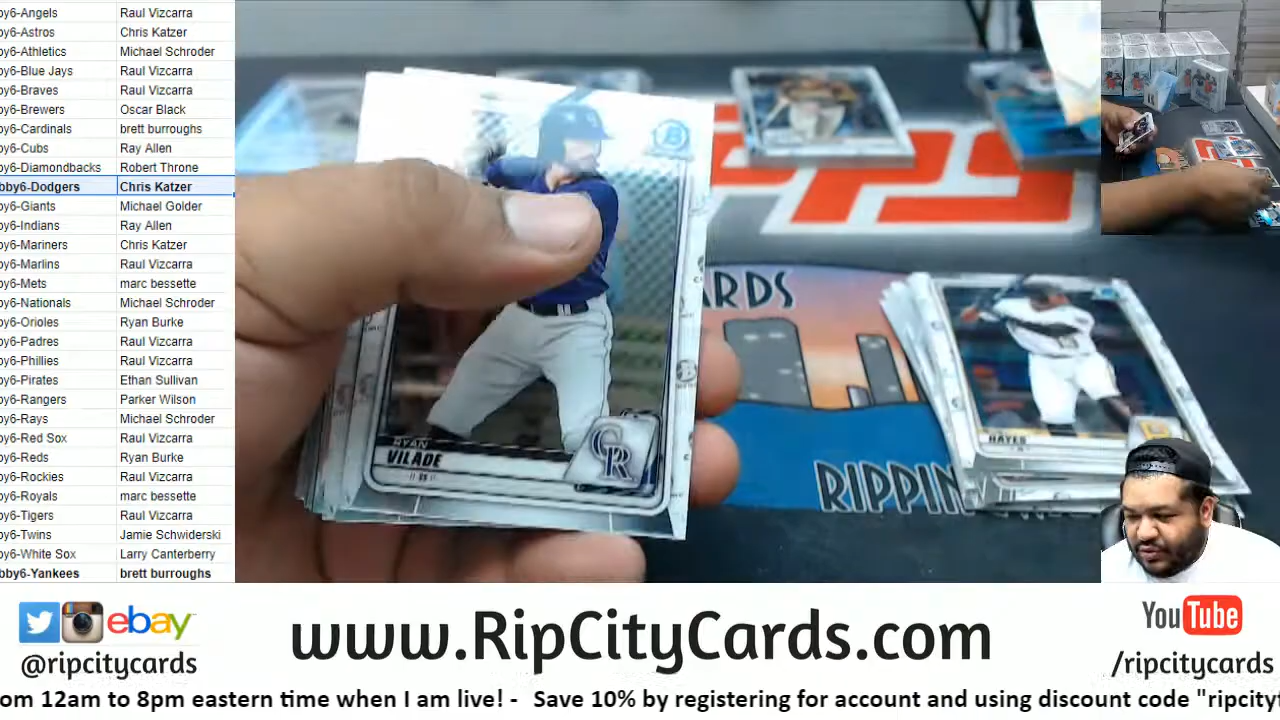 by6-Angels Raul Vizcarra
by6-Astros Chris Katzer
by6-Athletics Michael Schroder
by6-Blue Jays Raul Vizcarra
by6-Braves Raul Vizcarra
by6-Brewers Oscar Black
by6-Cardinals brett burroughs
by6-Cubs Ray Allen
by6-Diamondbacks Robert Throne
bby6-Dodgers Chris Katzer
by6-Giants Michael Golder
by6-Indians Ray Allen
by6-Mariners Chris Katzer
by6-Marlins Raul Vizcarra
by6-Mets marc bessette
by6-Nationals Michael Schroder
by6-Orioles Ryan Burke
by6-Padres Raul Vizcarra
by6-Phillies Raul Vizcarra
by6-Pirates Ethan Sullivan
by6-Rangers Parker Wilson
by6-Rays Michael Schroder
by6-Red Sox Raul Vizcarra
by6-Reds Ryan Burke
by6-Rockies Raul Vizcarra
by6-Royals marc bessette
by6-Tigers Raul Vizcarra
by6-Twins Jamie Schwiderski
by6-White Sox Larry Canterberry
bby6-Yankees brett burroughs
RYAN
VILADE
CR
ARDS
RIPPIN
HAYES
ebay
@ripcitycards
www.RipCityCards.com
YouTube
/ripcitycards
om 12am to 8pm eastern time when I am live! - Save 10% by registering for account and using discount code "ripcity